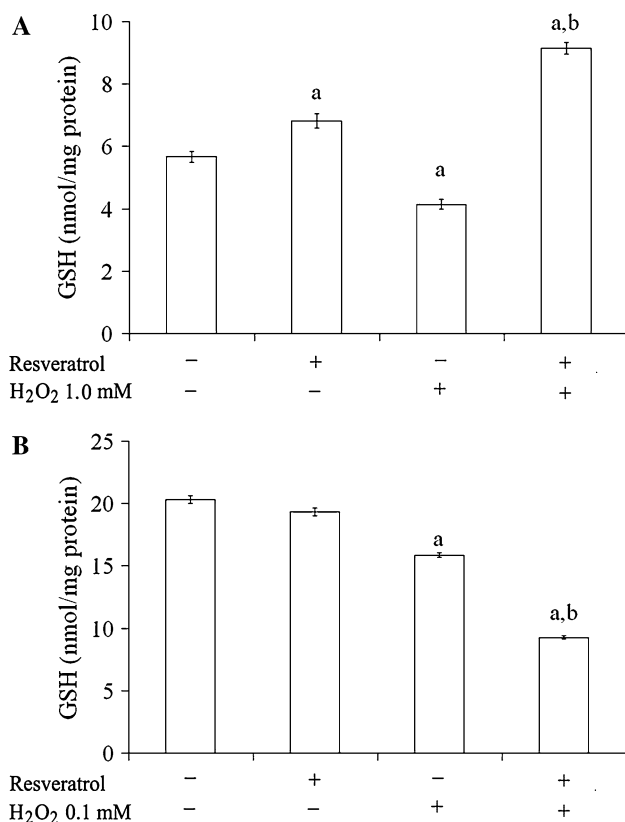 A
GSH (nmol/mg protein)
10
8
6
4
2
0
a
a
a,b
Resveratrol − + − +
H₂O₂ 1.0 mM − − + +
B
GSH (nmol/mg protein)
25
20
15
10
5
0
a
a,b
Resveratrol − + − +
H₂O₂ 0.1 mM − − + +